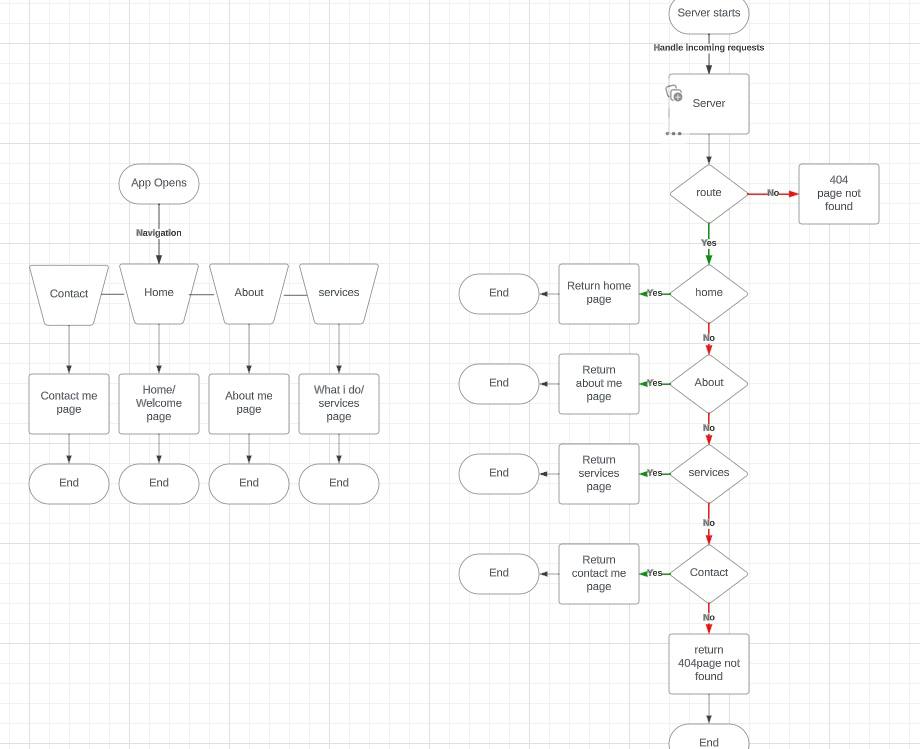 Server starts
Handle incoming requests
Server
App Opens
Navigation
route
No
404
page not
found
Yes
Contact
Home
About
services
Contact me
page
Home/
Welcome
page
About me
page
What i do/
services
page
End
End
End
End
home
Yes
Return home
page
End
No
About
Yes
Return
about me
page
End
No
services
Yes
Return
services
page
End
No
Contact
Yes
Return
contact me
page
End
No
return
404page not
found
End